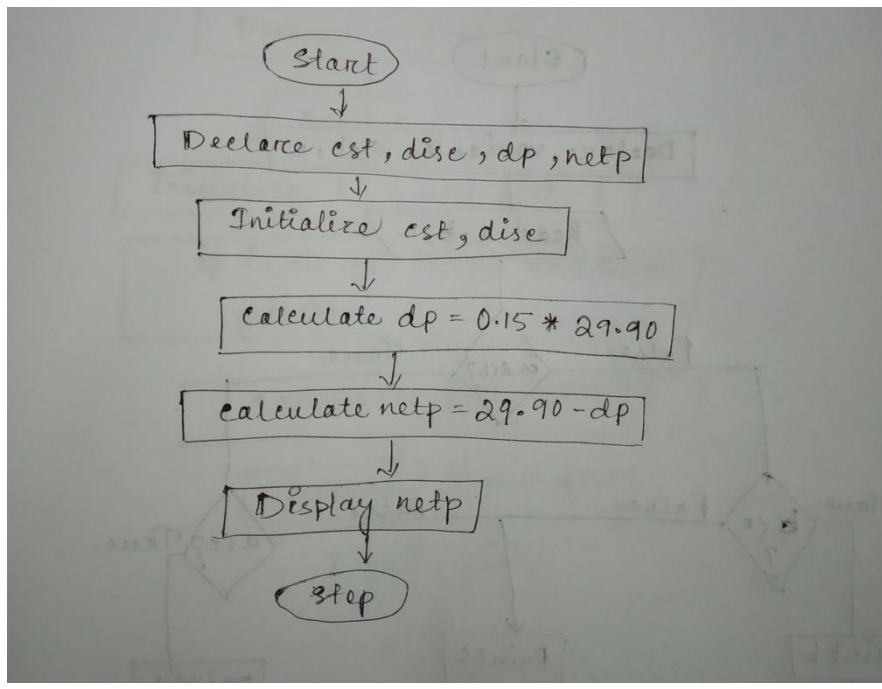 Start
Declare cst, disc, dp, netp
Initialize cst, disc
Calculate dp = 0.15 * 29.90
Calculate netp = 29.90 - dp
Display netp
Stop